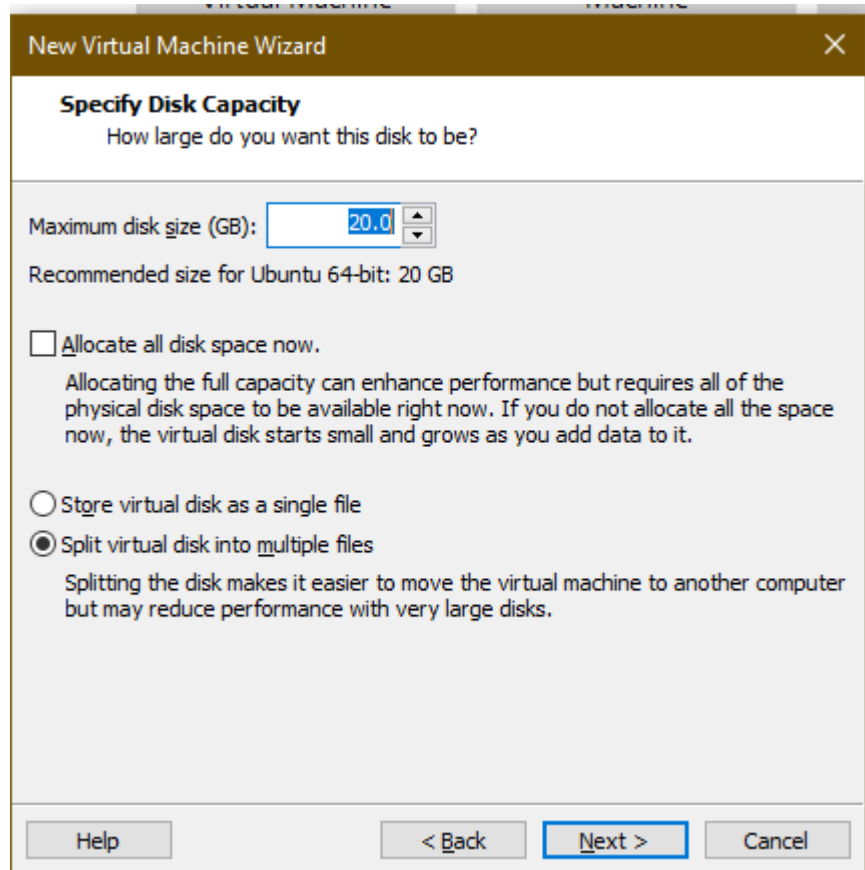 Virtual Machine Machine
New Virtual Machine Wizard
Specify Disk Capacity
How large do you want this disk to be?
Maximum disk size (GB): 20.0
Recommended size for Ubuntu 64-bit: 20 GB
Allocate all disk space now.
Allocating the full capacity can enhance performance but requires all of the
physical disk space to be available right now. If you do not allocate all the space
now, the virtual disk starts small and grows as you add data to it.
Store virtual disk as a single file
Split virtual disk into multiple files
Splitting the disk makes it easier to move the virtual machine to another computer
but may reduce performance with very large disks.
Help < Back Next > Cancel